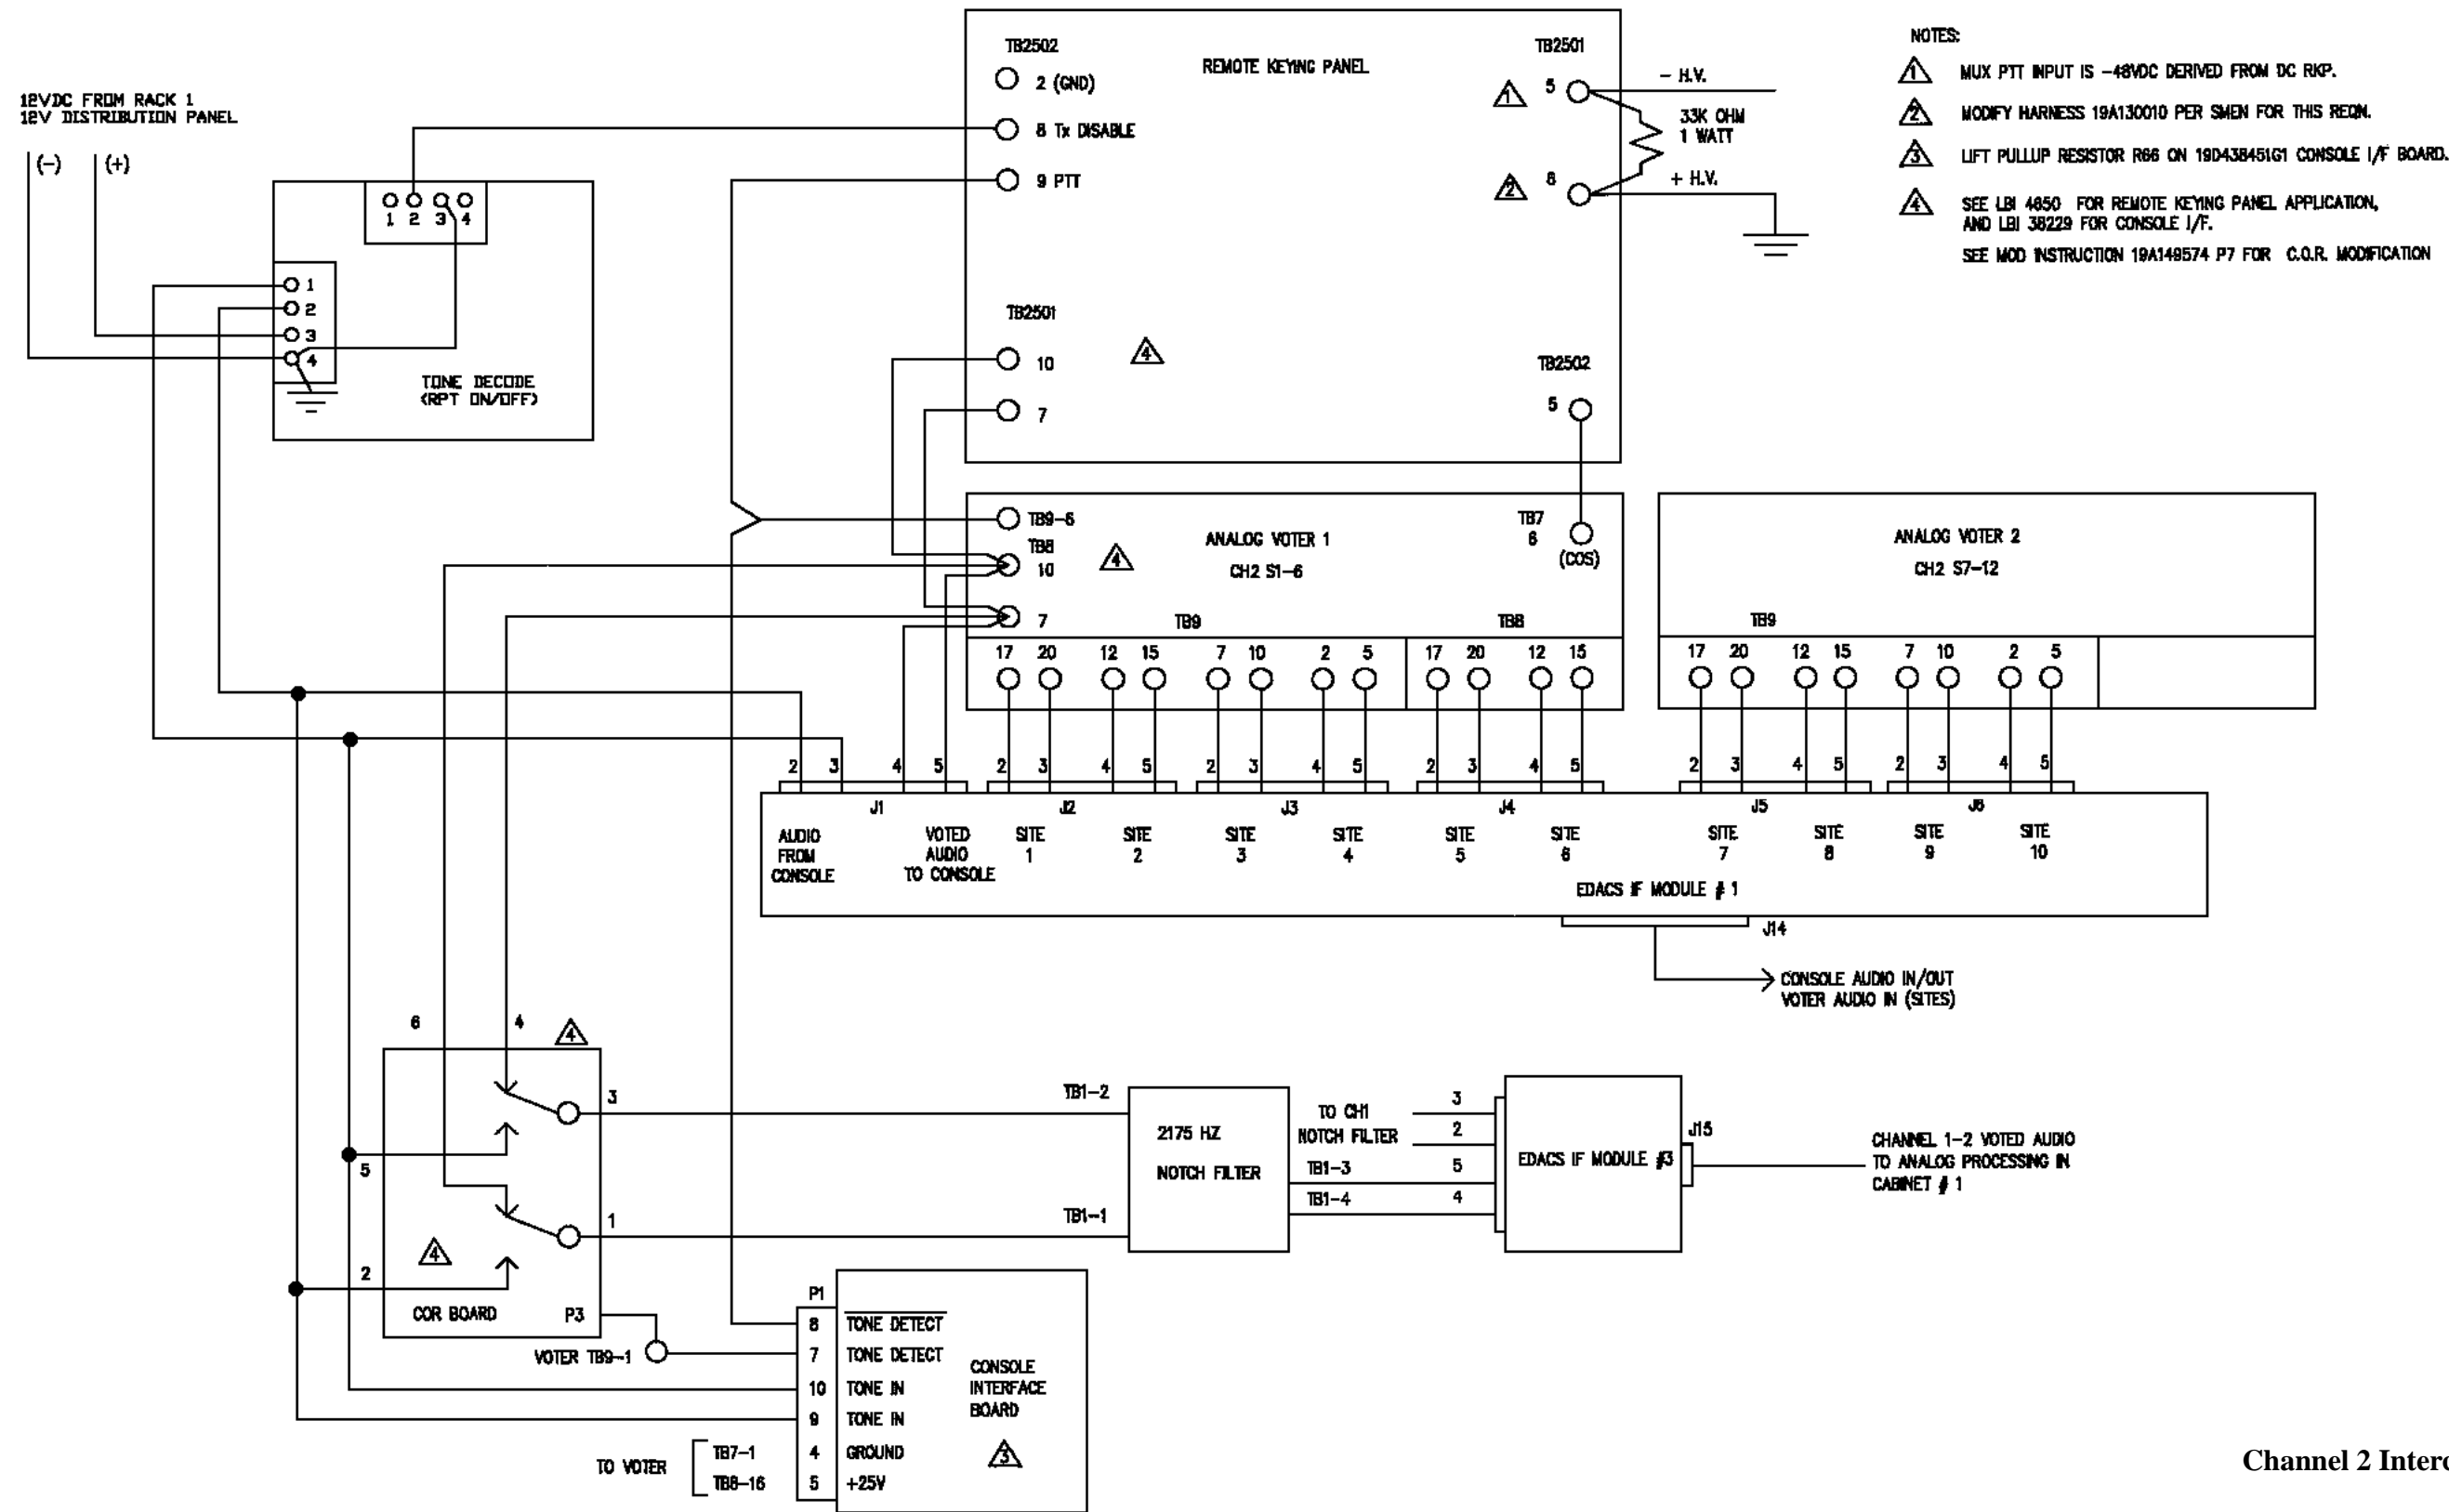 NOTES:
1 MUX PTT INPUT IS -48VDC DERIVED FROM DC RKP.
2 MODIFY HARNESS 19A130010 PER SMEN FOR THIS REQN.
3 LIFT PULLUP RESISTOR R66 ON 19D438451G1 CONSOLE I/F BOARD.
4 SEE LBI 4650 FOR REMOTE KEYING PANEL APPLICATION,
AND LBI 38229 FOR CONSOLE I/F.
SEE MOD INSTRUCTION 19A149574 P7 FOR C.O.R. MODIFICATION
12VDC FROM RACK 1
12V DISTRIBUTION PANEL
(-) (+)
1 2 3 4
1
2
3
4
TONE DECODE
(RPT ON/OFF)
TB2502
2 (GND)
8 Tx DISABLE
9 PTT
REMOTE KEYING PANEL
TB2501
1 5
- H.V.
33K OHM
1 WATT
2 6
+ H.V.
TB2501
10
7
4
TB2502
5
TB9-6
TB8
10
7
4
ANALOG VOTER 1
CH2 S1-6
TB7
6
(COS)
TB9 TB8
17 20 12 15 7 10 2 5 17 20 12 15
ANALOG VOTER 2
CH2 S7-12
TB9
17 20 12 15 7 10 2 5
2 3 4 5 2 3 4 5 2 3 4 5 2 3 4 5 2 3 4 5 2 3 4 5
J1 J2 J3 J4 J5 J6
AUDIO
FROM
CONSOLE
VOTED
AUDIO
TO CONSOLE
SITE
1
SITE
2
SITE
3
SITE
4
SITE
5
SITE
6
SITE
7
SITE
8
SITE
9
SITE
10
EDACS IF MODULE # 1
J14
CONSOLE AUDIO IN/OUT
VOTER AUDIO IN (SITES)
6 4 4
3
5
1
4
2
COR BOARD P3
VOTER TB9-1
TB1-2
TB1-1
2175 HZ
NOTCH FILTER
TO CH1
NOTCH FILTER
3
2
TB1-3 5
TB1-4 4
EDACS IF MODULE #3
J15
CHANNEL 1-2 VOTED AUDIO
TO ANALOG PROCESSING IN
CABINET # 1
P1
8 TONE DETECT
7 TONE DETECT
10 TONE IN
9 TONE IN
4 GROUND
5 +25V
CONSOLE
INTERFACE
BOARD
3
TO VOTER
TB7-1
TB8-16
Channel 2 Interc